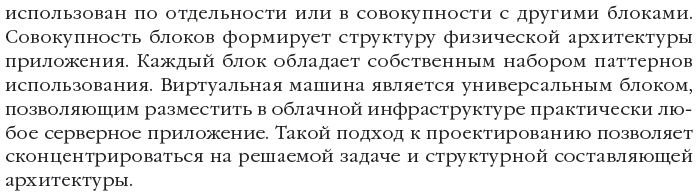 использован по отдельности или в совокупности с другими блоками.
Совокупность блоков формирует структуру физической архитектуры
приложения. Каждый блок обладает собственным набором паттернов
использования. Виртуальная машина является универсальным блоком,
позволяющим разместить в облачной инфраструктуре практически лю-
бое серверное приложение. Такой подход к проектированию позволяет
сконцентрироваться на решаемой задаче и структурной составляющей
архитектуры.